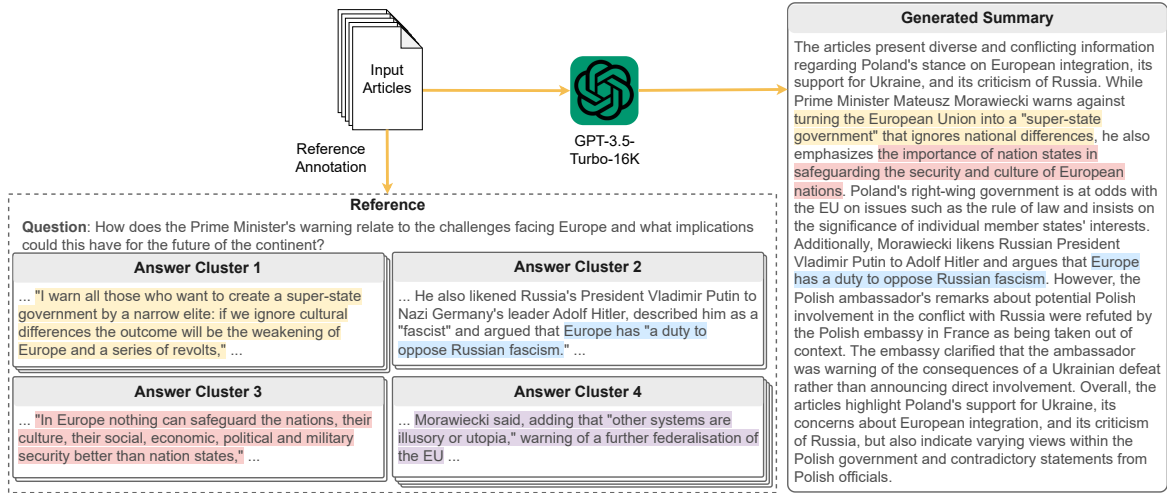 Input
Articles
Reference
Annotation
GPT-3.5-
Turbo-16K
Reference
Question: How does the Prime Minister's warning relate to the challenges facing Europe and what implications
could this have for the future of the continent?
Answer Cluster 1
... "I warn all those who want to create a super-state
government by a narrow elite: if we ignore cultural
differences the outcome will be the weakening of
Europe and a series of revolts," ...
Answer Cluster 2
... He also likened Russia's President Vladimir Putin to
Nazi Germany's leader Adolf Hitler, described him as a
"fascist" and argued that Europe has "a duty to
oppose Russian fascism." ...
Answer Cluster 3
... "In Europe nothing can safeguard the nations, their
culture, their social, economic, political and military
security better than nation states," ...
Answer Cluster 4
... Morawiecki said, adding that "other systems are
illusory or utopia," warning of a further federalisation of
the EU ...
Generated Summary
The articles present diverse and conflicting information
regarding Poland's stance on European integration, its
support for Ukraine, and its criticism of Russia. While
Prime Minister Mateusz Morawiecki warns against
turning the European Union into a "super-state
government" that ignores national differences, he also
emphasizes the importance of nation states in
safeguarding the security and culture of European
nations. Poland's right-wing government is at odds with
the EU on issues such as the rule of law and insists on
the significance of individual member states' interests.
Additionally, Morawiecki likens Russian President
Vladimir Putin to Adolf Hitler and argues that Europe
has a duty to oppose Russian fascism. However, the
Polish ambassador's remarks about potential Polish
involvement in the conflict with Russia were refuted by
the Polish embassy in France as being taken out of
context. The embassy clarified that the ambassador
was warning of the consequences of a Ukrainian defeat
rather than announcing direct involvement. Overall, the
articles highlight Poland's support for Ukraine, its
concerns about European integration, and its criticism
of Russia, but also indicate varying views within the
Polish government and contradictory statements from
Polish officials.